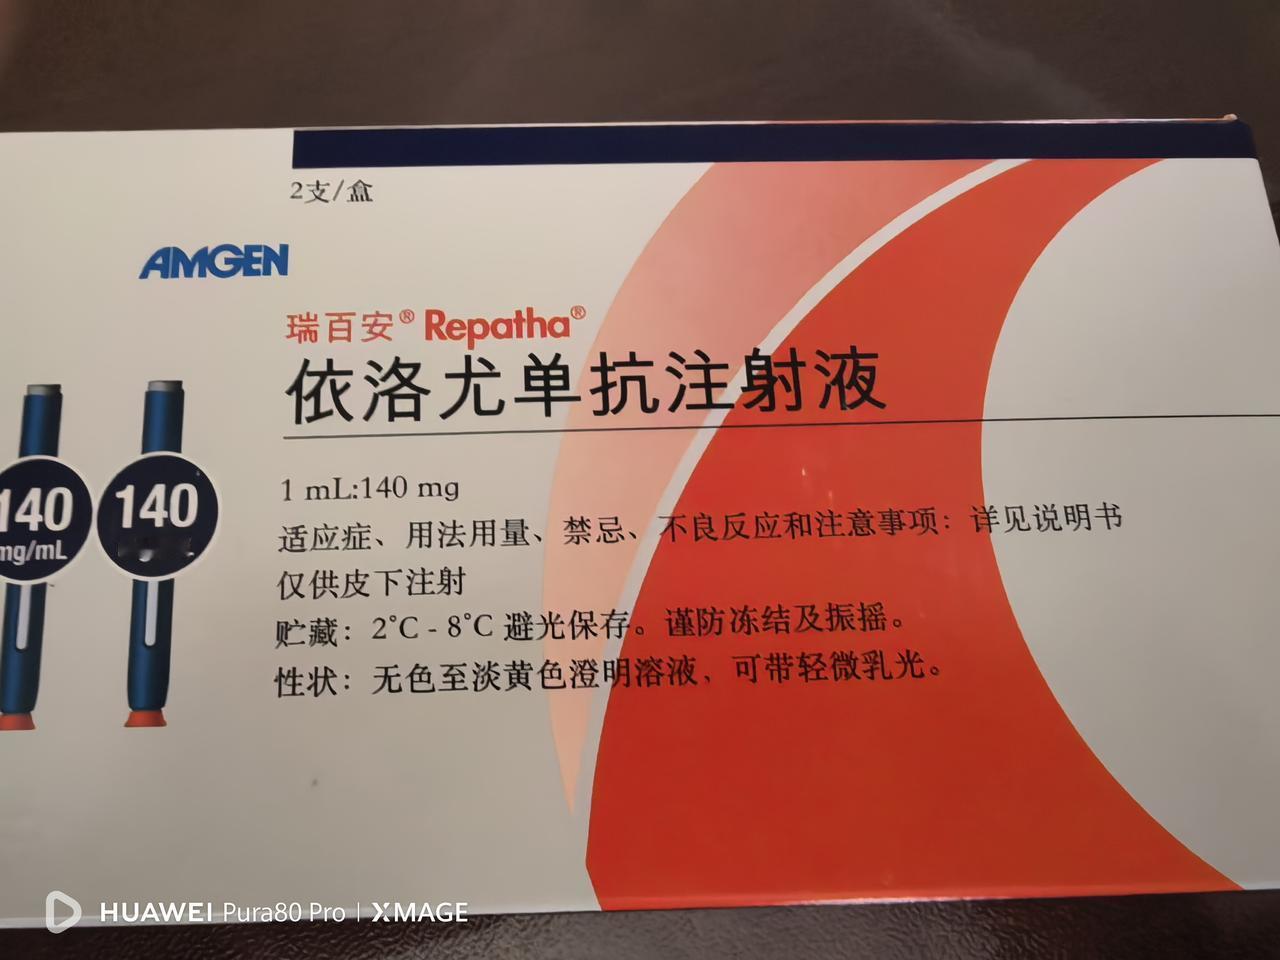 2支/盒
AMGEN
瑞百安® Repatha®
依洛尤单抗注射液
140
mg/mL
140
1 mL:140 mg
适应症、用法用量、禁忌、不良反应和注意事项：详见说明书
仅供皮下注射
贮藏：2°C - 8°C 避光保存。谨防冻结及振摇。
性状：无色至淡黄色澄明溶液，可带轻微乳光。
HUAWEI Pura80 Pro | XMAGE